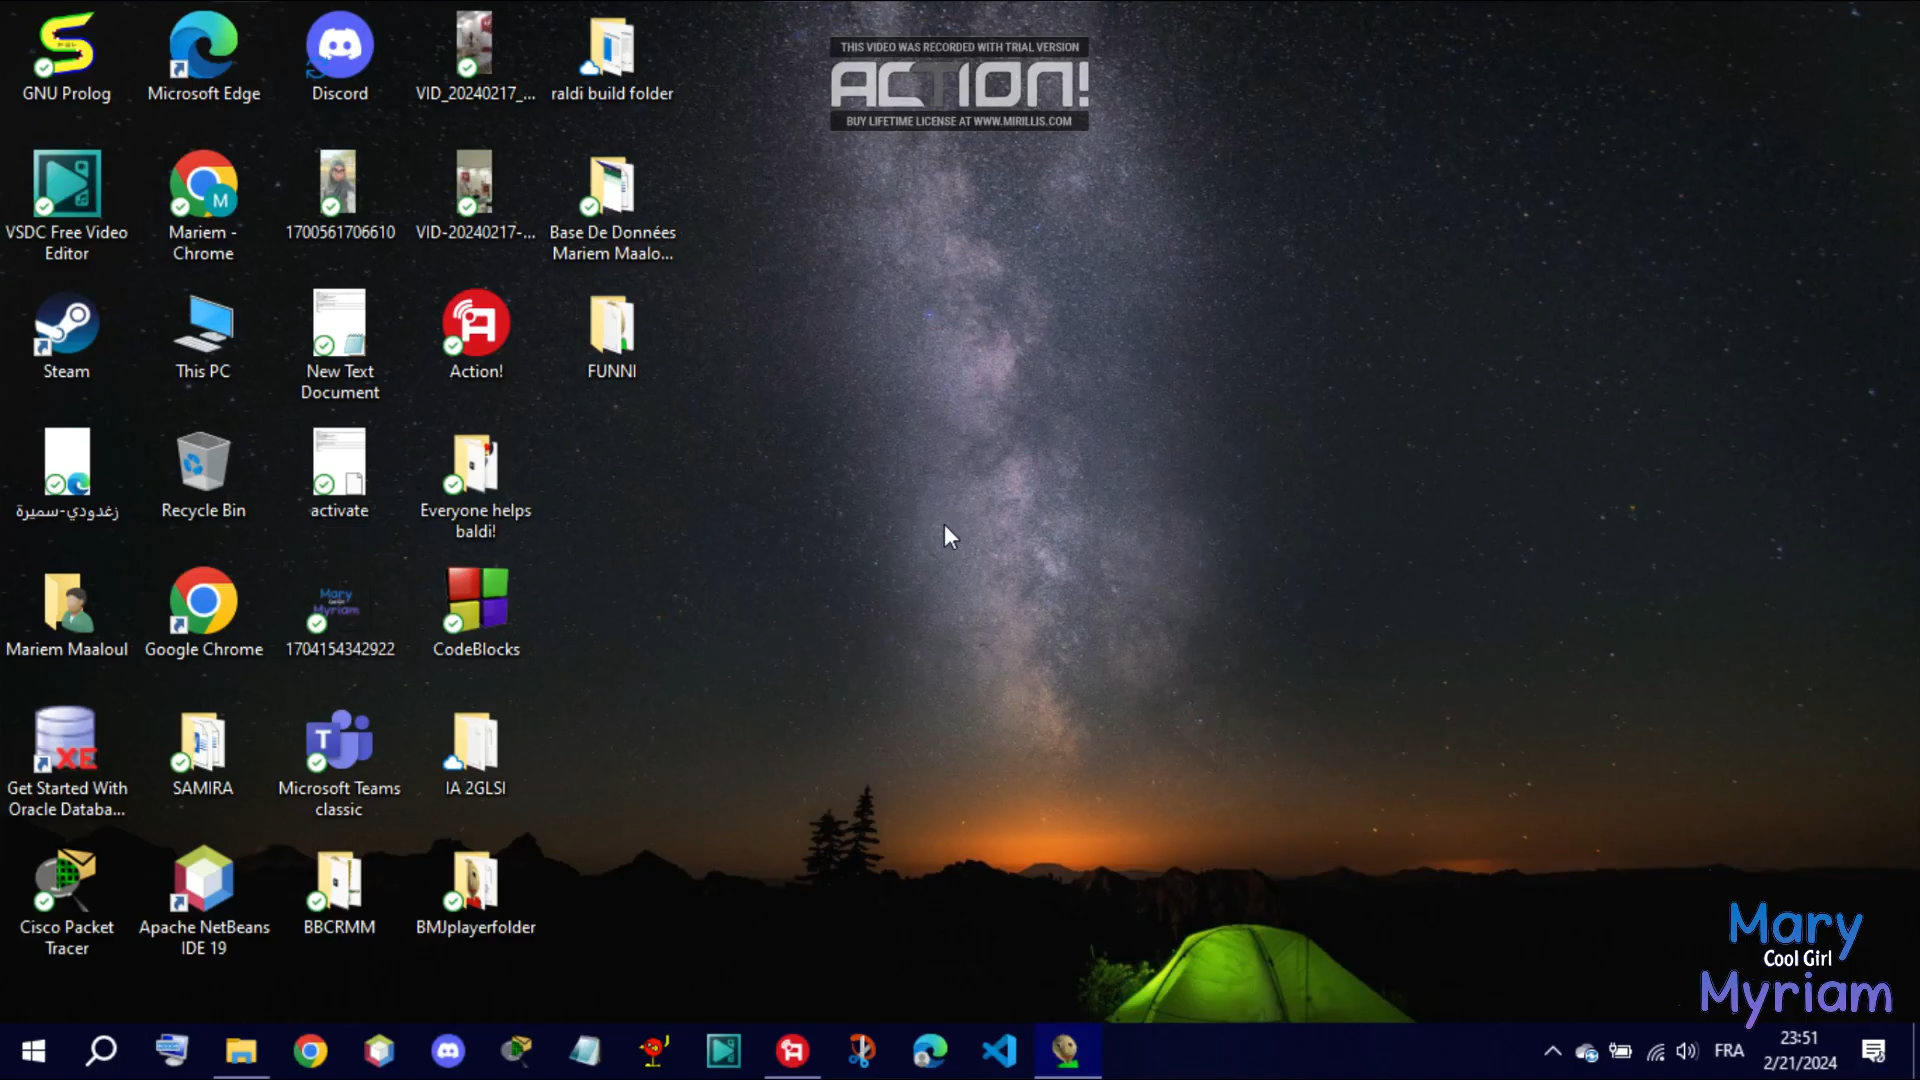 THIS VIDEO WAS RECORDED WITH TRIAL VERSION
ACTION!
BUY LIFETIME LICENSE AT WWW.MIRILLIS.COM
GNU Prolog
Microsoft Edge
Discord
VID_20240217_...
raldi build folder
M
VSDC Free Video
Editor
Mariem -
Chrome
1700561706610
VID-20240217-...
Base De Données
Mariem Maalo...
Steam
This PC
New Text
Document
Action!
FUNNI
زغدودي-سميرة
Recycle Bin
activate
Everyone helps
baldi!
Mary
Myriam
Mariem Maaloul
Google Chrome
1704154342922
CodeBlocks
XE
T
Get Started With
Oracle Databa...
SAMIRA
Microsoft Teams
classic
IA 2GLSI
Cisco Packet
Tracer
Apache NetBeans
IDE 19
BBCRMM
BMJplayerfolder
Mary
Cool Girl
Myriam
FRA
23:51
2/21/2024